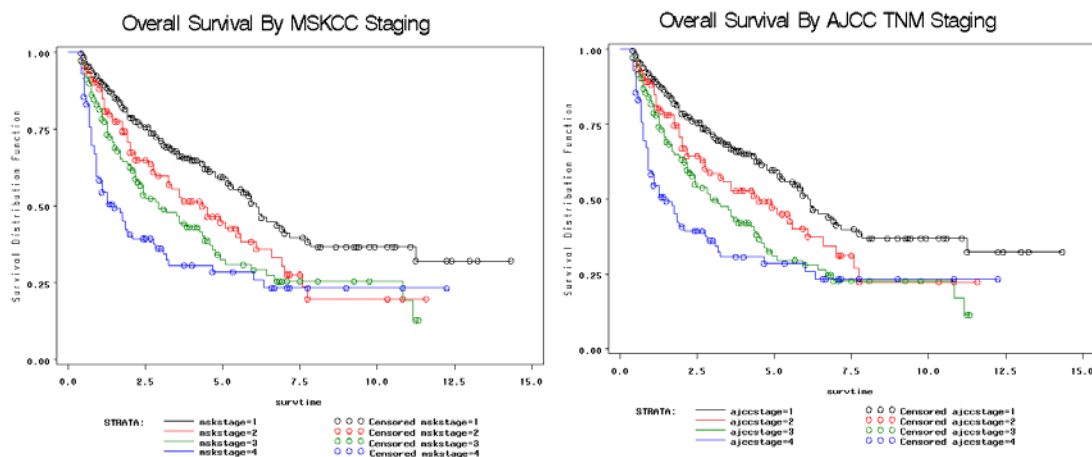 Overall Survival By MSKCC Staging
1.00
0.75
0.50
0.25
0.00
Survival Distribution Function
0.0 2.5 5.0 7.5 10.0 12.5 15.0
survtime
STRATA:
mskstage=1
mskstage=2
mskstage=3
mskstage=4
Censored mskstage=1
Censored mskstage=2
Censored mskstage=3
Censored mskstage=4
Overall Survival By AJCC TNM Staging
1.00
0.75
0.50
0.25
0.00
Survival Distribution Function
0.0 2.5 5.0 7.5 10.0 12.5 15.0
survtime
STRATA:
ajccstage=1
ajccstage=2
ajccstage=3
ajccstage=4
Censored ajccstage=1
Censored ajccstage=2
Censored ajccstage=3
Censored ajccstage=4